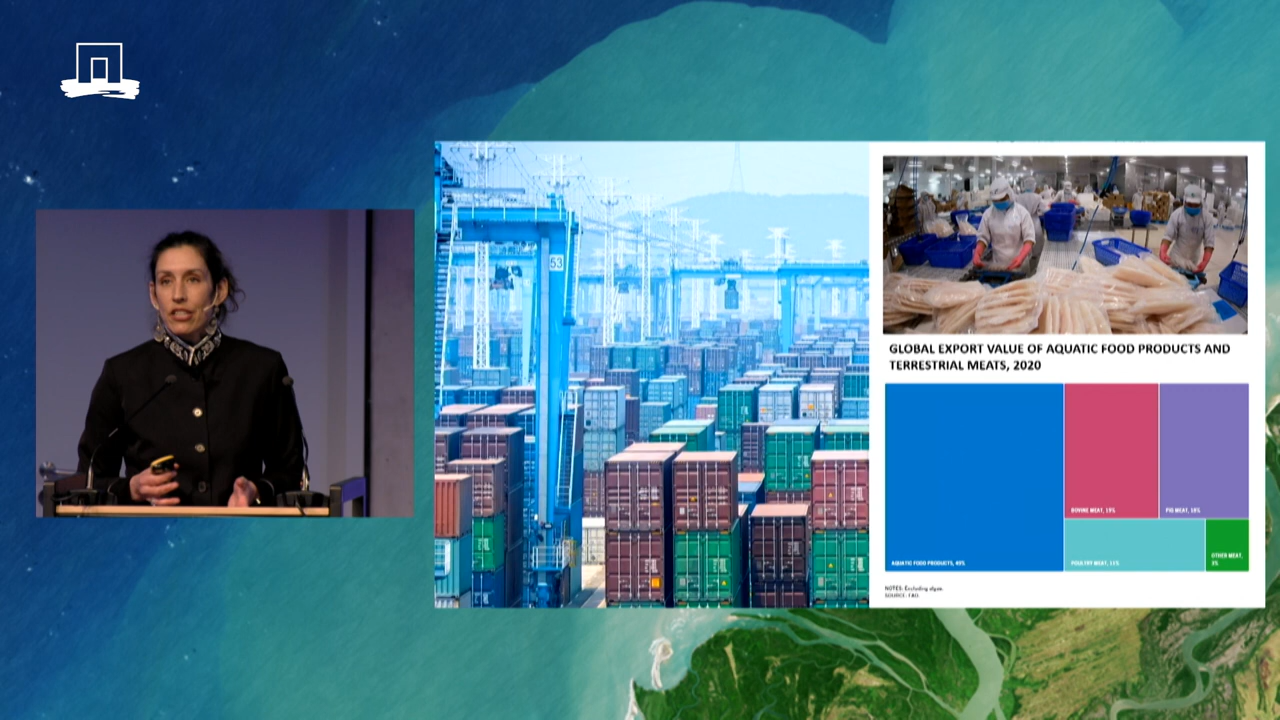 53
GLOBAL EXPORT VALUE OF AQUATIC FOOD PRODUCTS AND
TERRESTRIAL MEATS, 2020
BOVINE MEAT, 19%
PIG MEAT, 18%
AQUATIC FOOD PRODUCTS, 49%
POULTRY MEAT, 11%
OTHER MEAT,
3%
NOTES: Excluding algae.
SOURCE: FAO.